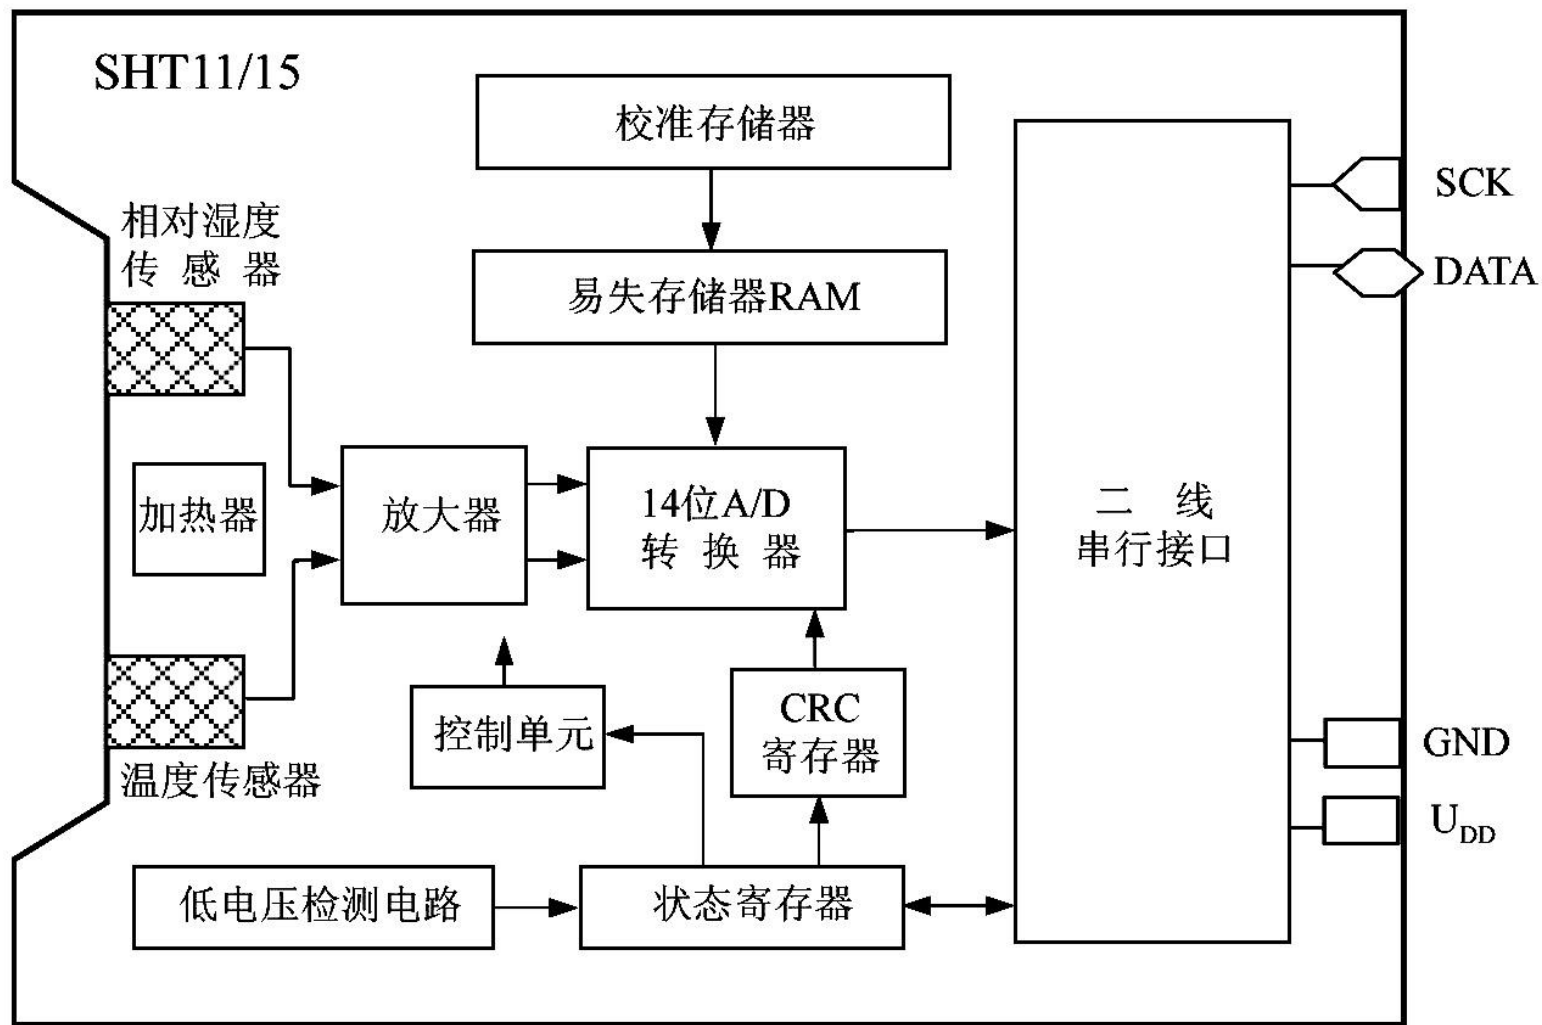 SHT11/15
校准存储器
相对湿度
传感器
易失存储器RAM
加热器
放大器
14位A/D
转换器
二线
串行接口
SCK
DATA
控制单元
CRC
寄存器
温度传感器
GND
U_DD
低电压检测电路
状态寄存器